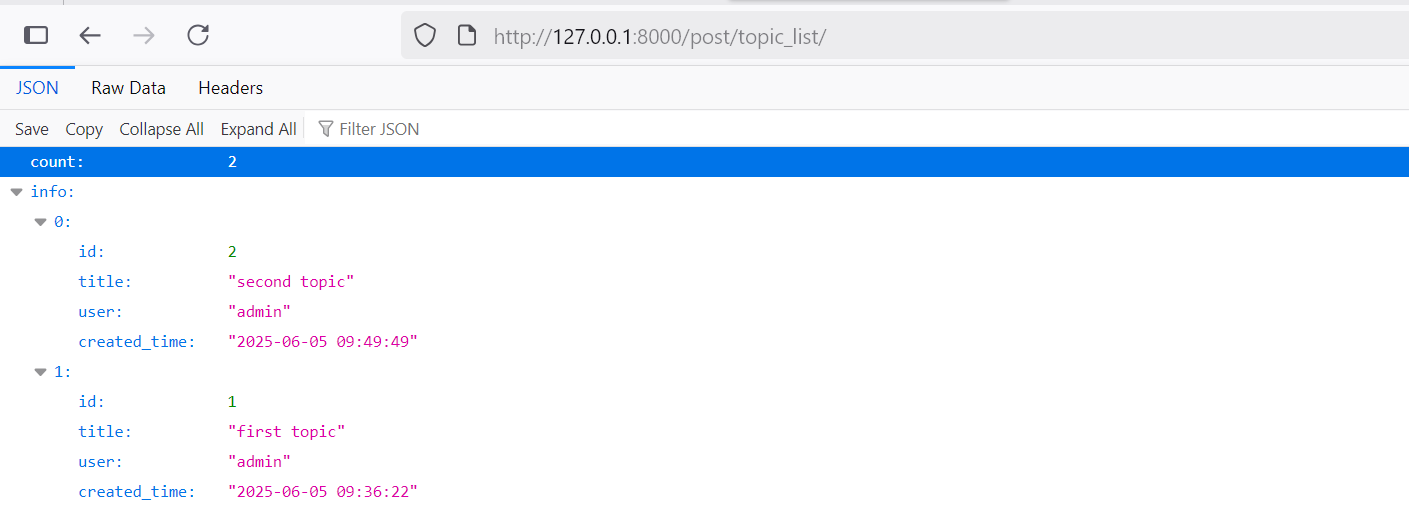 http://127.0.0.1:8000/post/topic_list/
JSON Raw Data Headers
Save Copy Collapse All Expand All Filter JSON
count: 2
info:
0:
id: 2
title: "second topic"
user: "admin"
created_time: "2025-06-05 09:49:49"
1:
id: 1
title: "first topic"
user: "admin"
created_time: "2025-06-05 09:36:22"